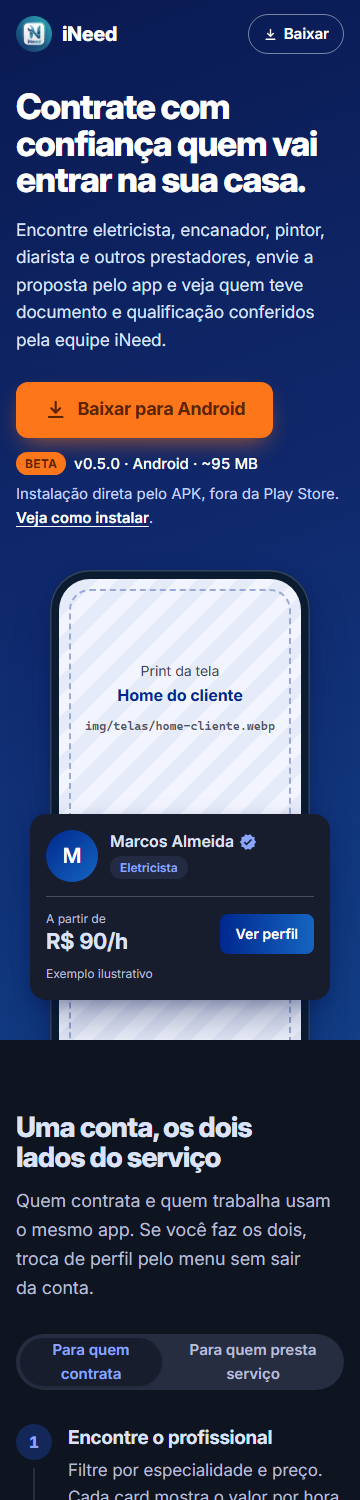 iNeed
Baixar
Contrate com
confiança quem vai
entrar na sua casa.
Encontre eletricista, encanador, pintor,
diarista e outros prestadores, envie a
proposta pelo app e veja quem teve
documento e qualificação conferidos
pela equipe iNeed.
Baixar para Android
BETA v0.5.0 · Android · ~95 MB
Instalação direta pelo APK, fora da Play Store.
Veja como instalar.
Print da tela
Home do cliente
img/telas/home-cliente.webp
M
Marcos Almeida
Eletricista
A partir de
R$ 90/h
Ver perfil
Exemplo ilustrativo
Uma conta, os dois
lados do serviço
Quem contrata e quem trabalha usam
o mesmo app. Se você faz os dois,
troca de perfil pelo menu sem sair
da conta.
Para quem
contrata
Para quem presta
serviço
1
Encontre o profissional
Filtre por especialidade e preço.
Cada card mostra o valor por hora